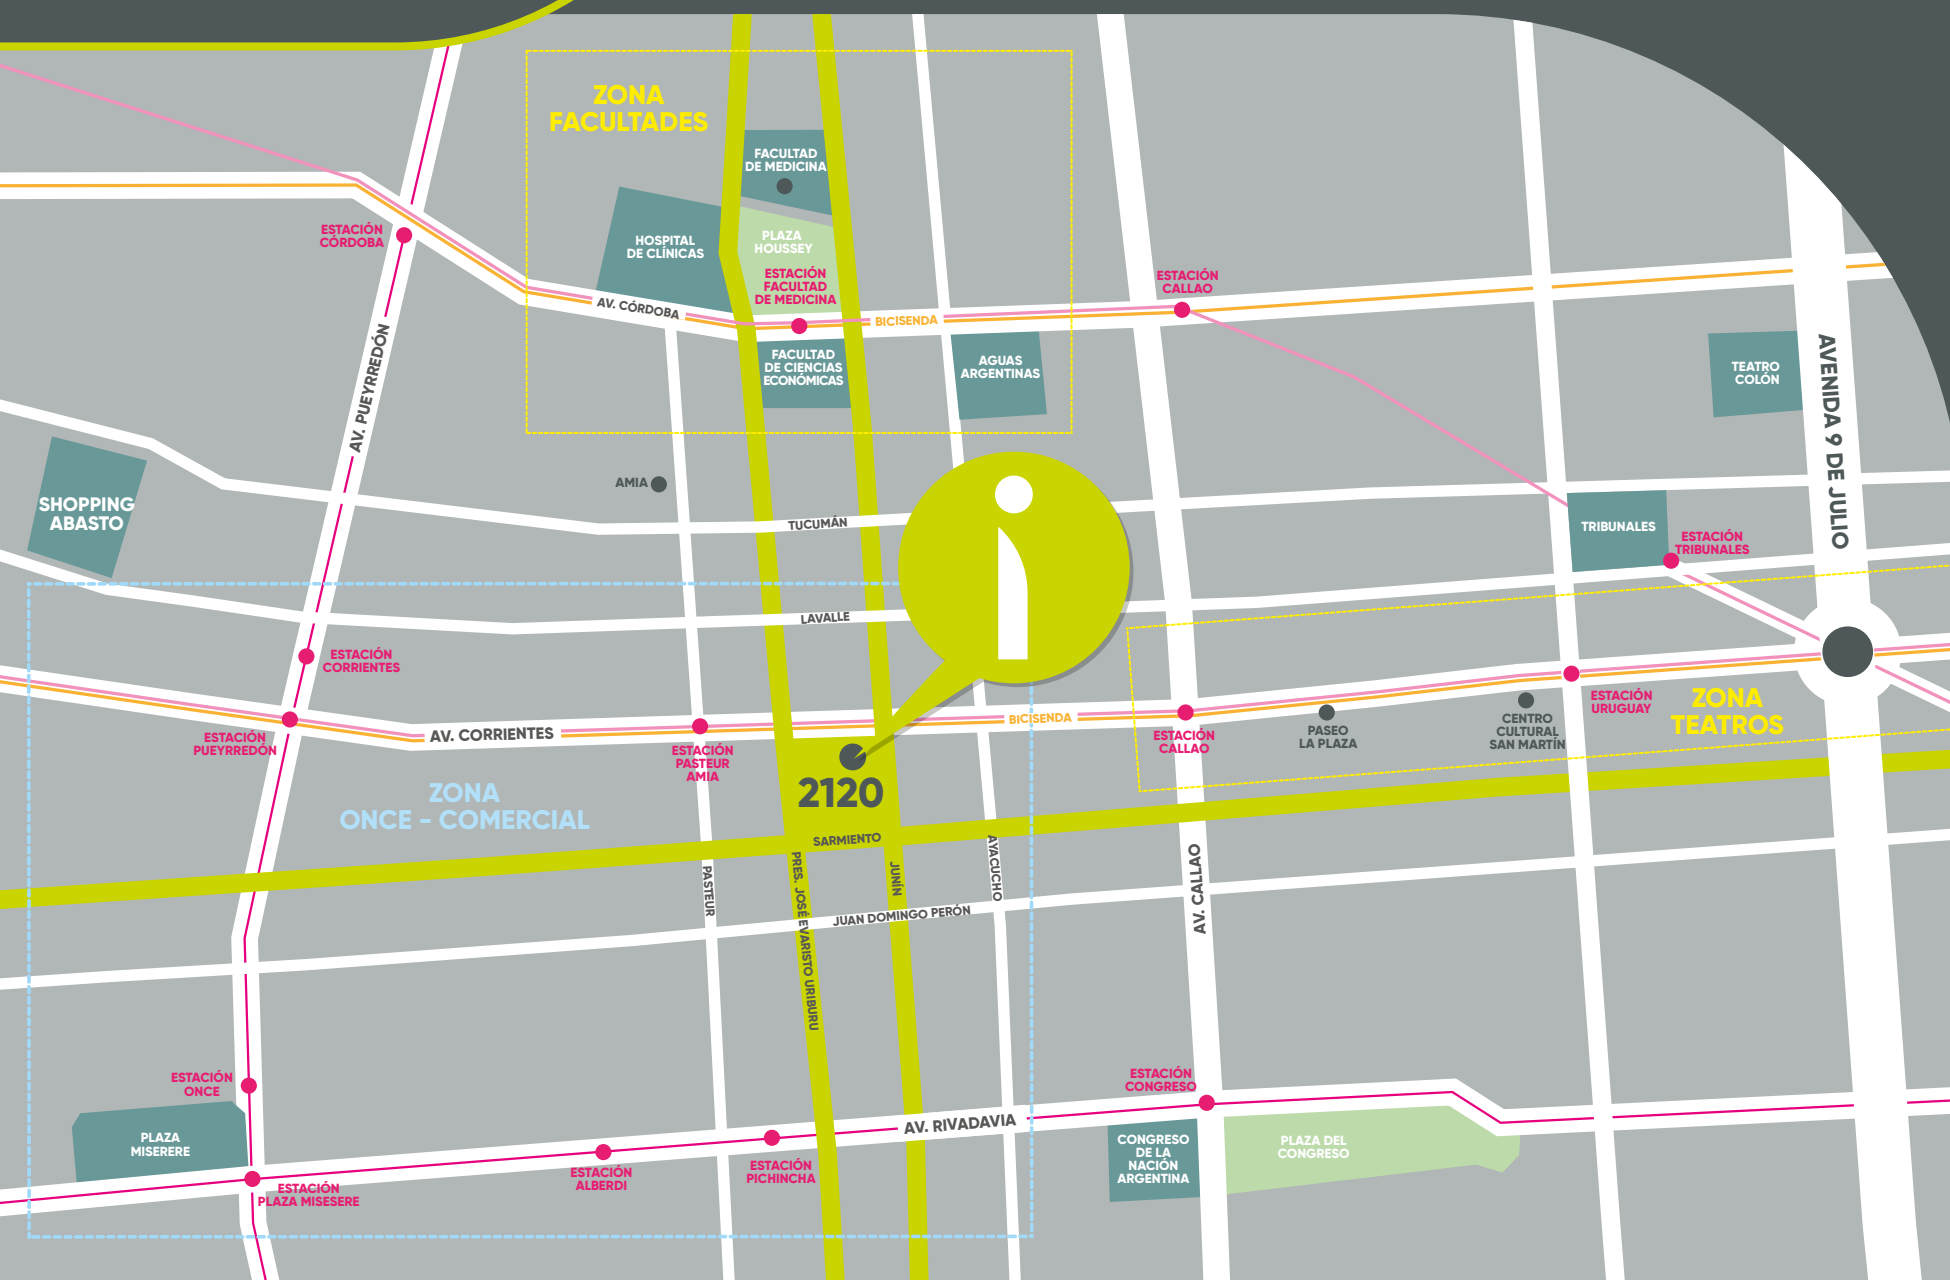 ZONA
FACULTADES
FACULTAD
DE MEDICINA
HOSPITAL
DE CLÍNICAS
PLAZA
HOUSSEY
ESTACIÓN
FACULTAD
DE MEDICINA
ESTACIÓN
CÓRDOBA
AV. CÓRDOBA
BICISENDA
ESTACIÓN
CALLAO
FACULTAD
DE CIENCIAS
ECONÓMICAS
AGUAS
ARGENTINAS
TEATRO
COLÓN
AVENIDA 9 DE JULIO
AV. PUEYRREDÓN
SHOPPING
ABASTO
AMIA
TUCUMÁN
TRIBUNALES
ESTACIÓN
TRIBUNALES
LAVALLE
ESTACIÓN
CORRIENTES
ESTACIÓN
PUEYRREDÓN
AV. CORRIENTES
ESTACIÓN
PASTEUR
AMIA
BICISENDA
ESTACIÓN
CALLAO
PASEO
LA PLAZA
CENTRO
CULTURAL
SAN MARTÍN
ESTACIÓN
URUGUAY
ZONA
TEATROS
2120
ZONA
ONCE - COMERCIAL
SARMIENTO
PASTEUR
PRES. JOSÉ EVARISTO URIBURU
JUNÍN
AYACUCHO
AV. CALLAO
JUAN DOMINGO PERÓN
ESTACIÓN
ONCE
PLAZA
MISERERE
ESTACIÓN
PLAZA MISESERE
ESTACIÓN
ALBERDI
ESTACIÓN
PICHINCHA
AV. RIVADAVIA
ESTACIÓN
CONGRESO
CONGRESO
DE LA
NACIÓN
ARGENTINA
PLAZA DEL
CONGRESO